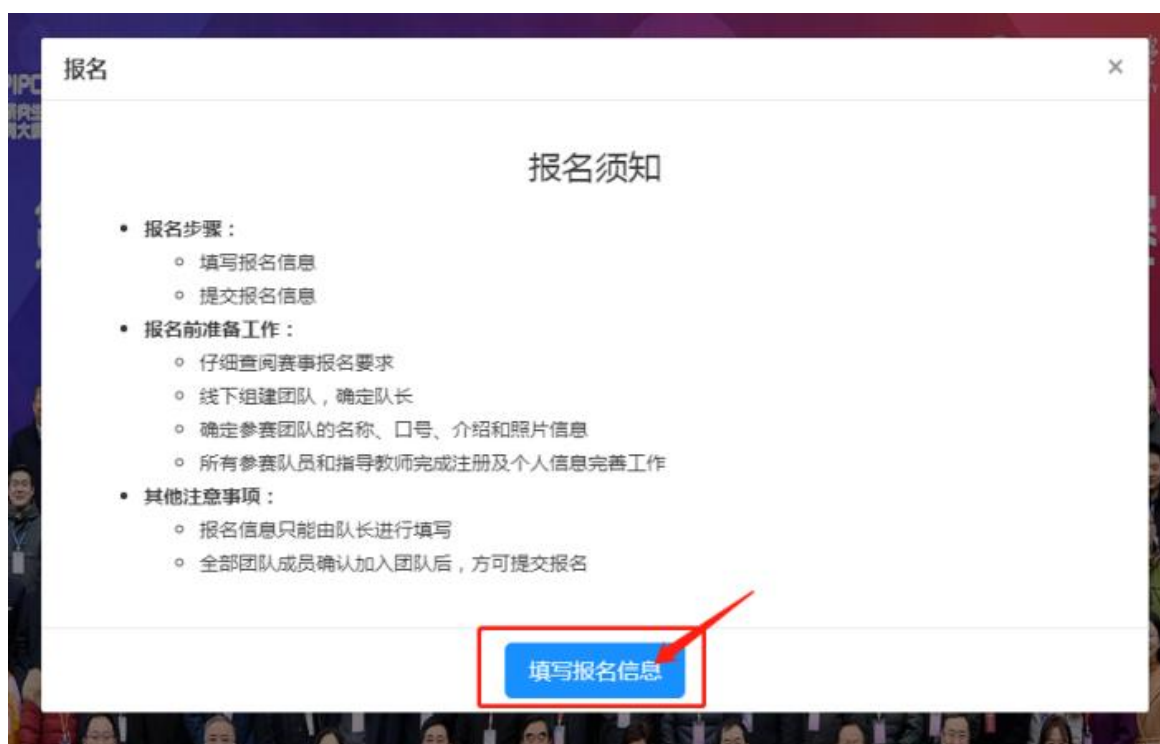 报名
×
报名须知
报名步骤：
填写报名信息
提交报名信息
报名前准备工作：
仔细查阅赛事报名要求
线下组建团队，确定队长
确定参赛团队的名称、口号、介绍和照片信息
所有参赛队员和指导教师完成注册及个人信息完善工作
其他注意事项：
报名信息只能由队长进行填写
全部团队成员确认加入团队后，方可提交报名
填写报名信息